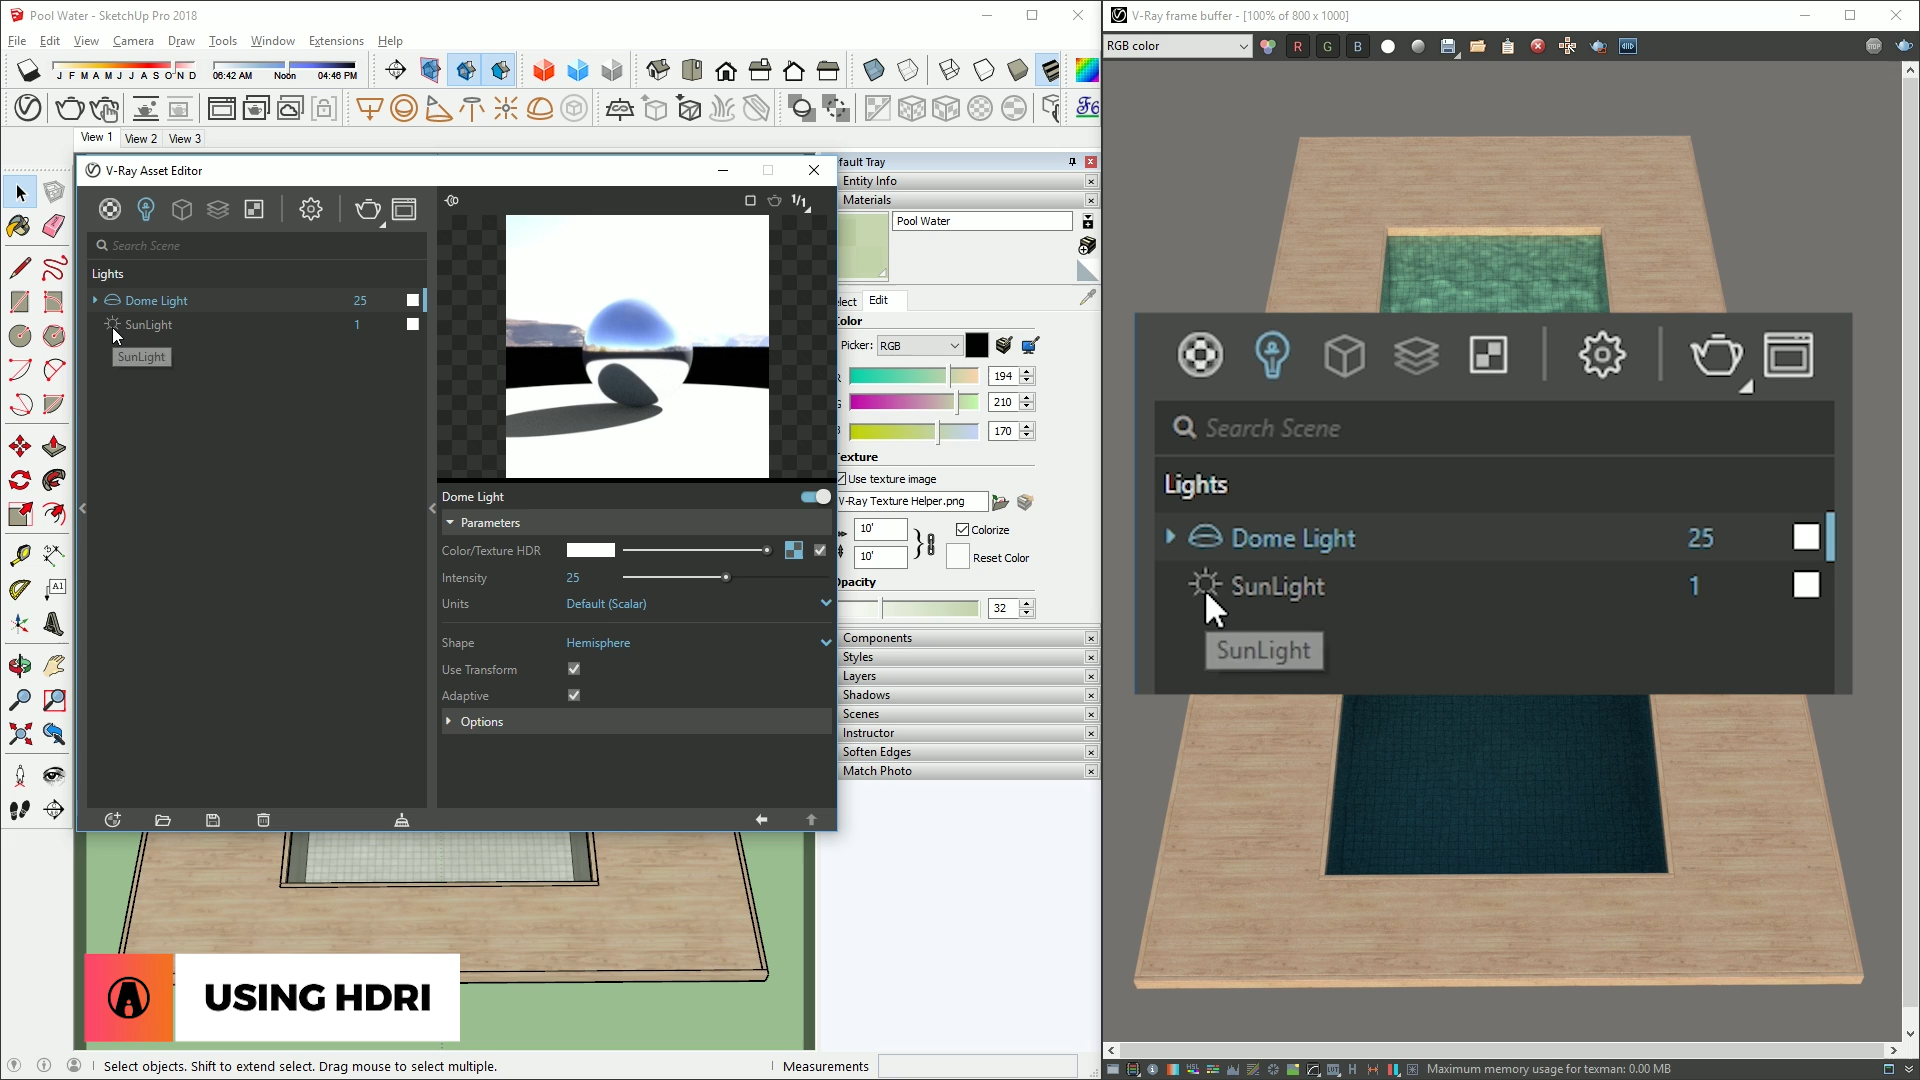 Pool Water - SketchUp Pro 2018
File Edit View Camera Draw Tools Window Extensions Help
J F M A M J J A S O N D
06:42 AM Noon 04:46 PM
View 1 View 2 View 3
V-Ray Asset Editor
Search Scene
Lights
Dome Light 25
SunLight 1
SunLight
1/1
Dome Light
Parameters
Color/Texture HDR
Intensity 25
Units Default (Scalar)
Shape Hemisphere
Use Transform
Adaptive
Options
fault Tray
Entity Info
Materials
Pool Water
lect Edit
olor
Picker: RGB
194
210
170
exture
Use texture image
V-Ray Texture Helper.png
10'
Colorize
10'
Reset Color
pacity
32
Components
Styles
Layers
Shadows
Scenes
Instructor
Soften Edges
Match Photo
A1
USING HDRI
Select objects. Shift to extend select. Drag mouse to select multiple.
Measurements
V-Ray frame buffer - [100% of 800 x 1000]
RGB color
R G B
STOP
Search Scene
Lights
Dome Light 25
SunLight 1
SunLight
Maximum memory usage for texman: 0.00 MB